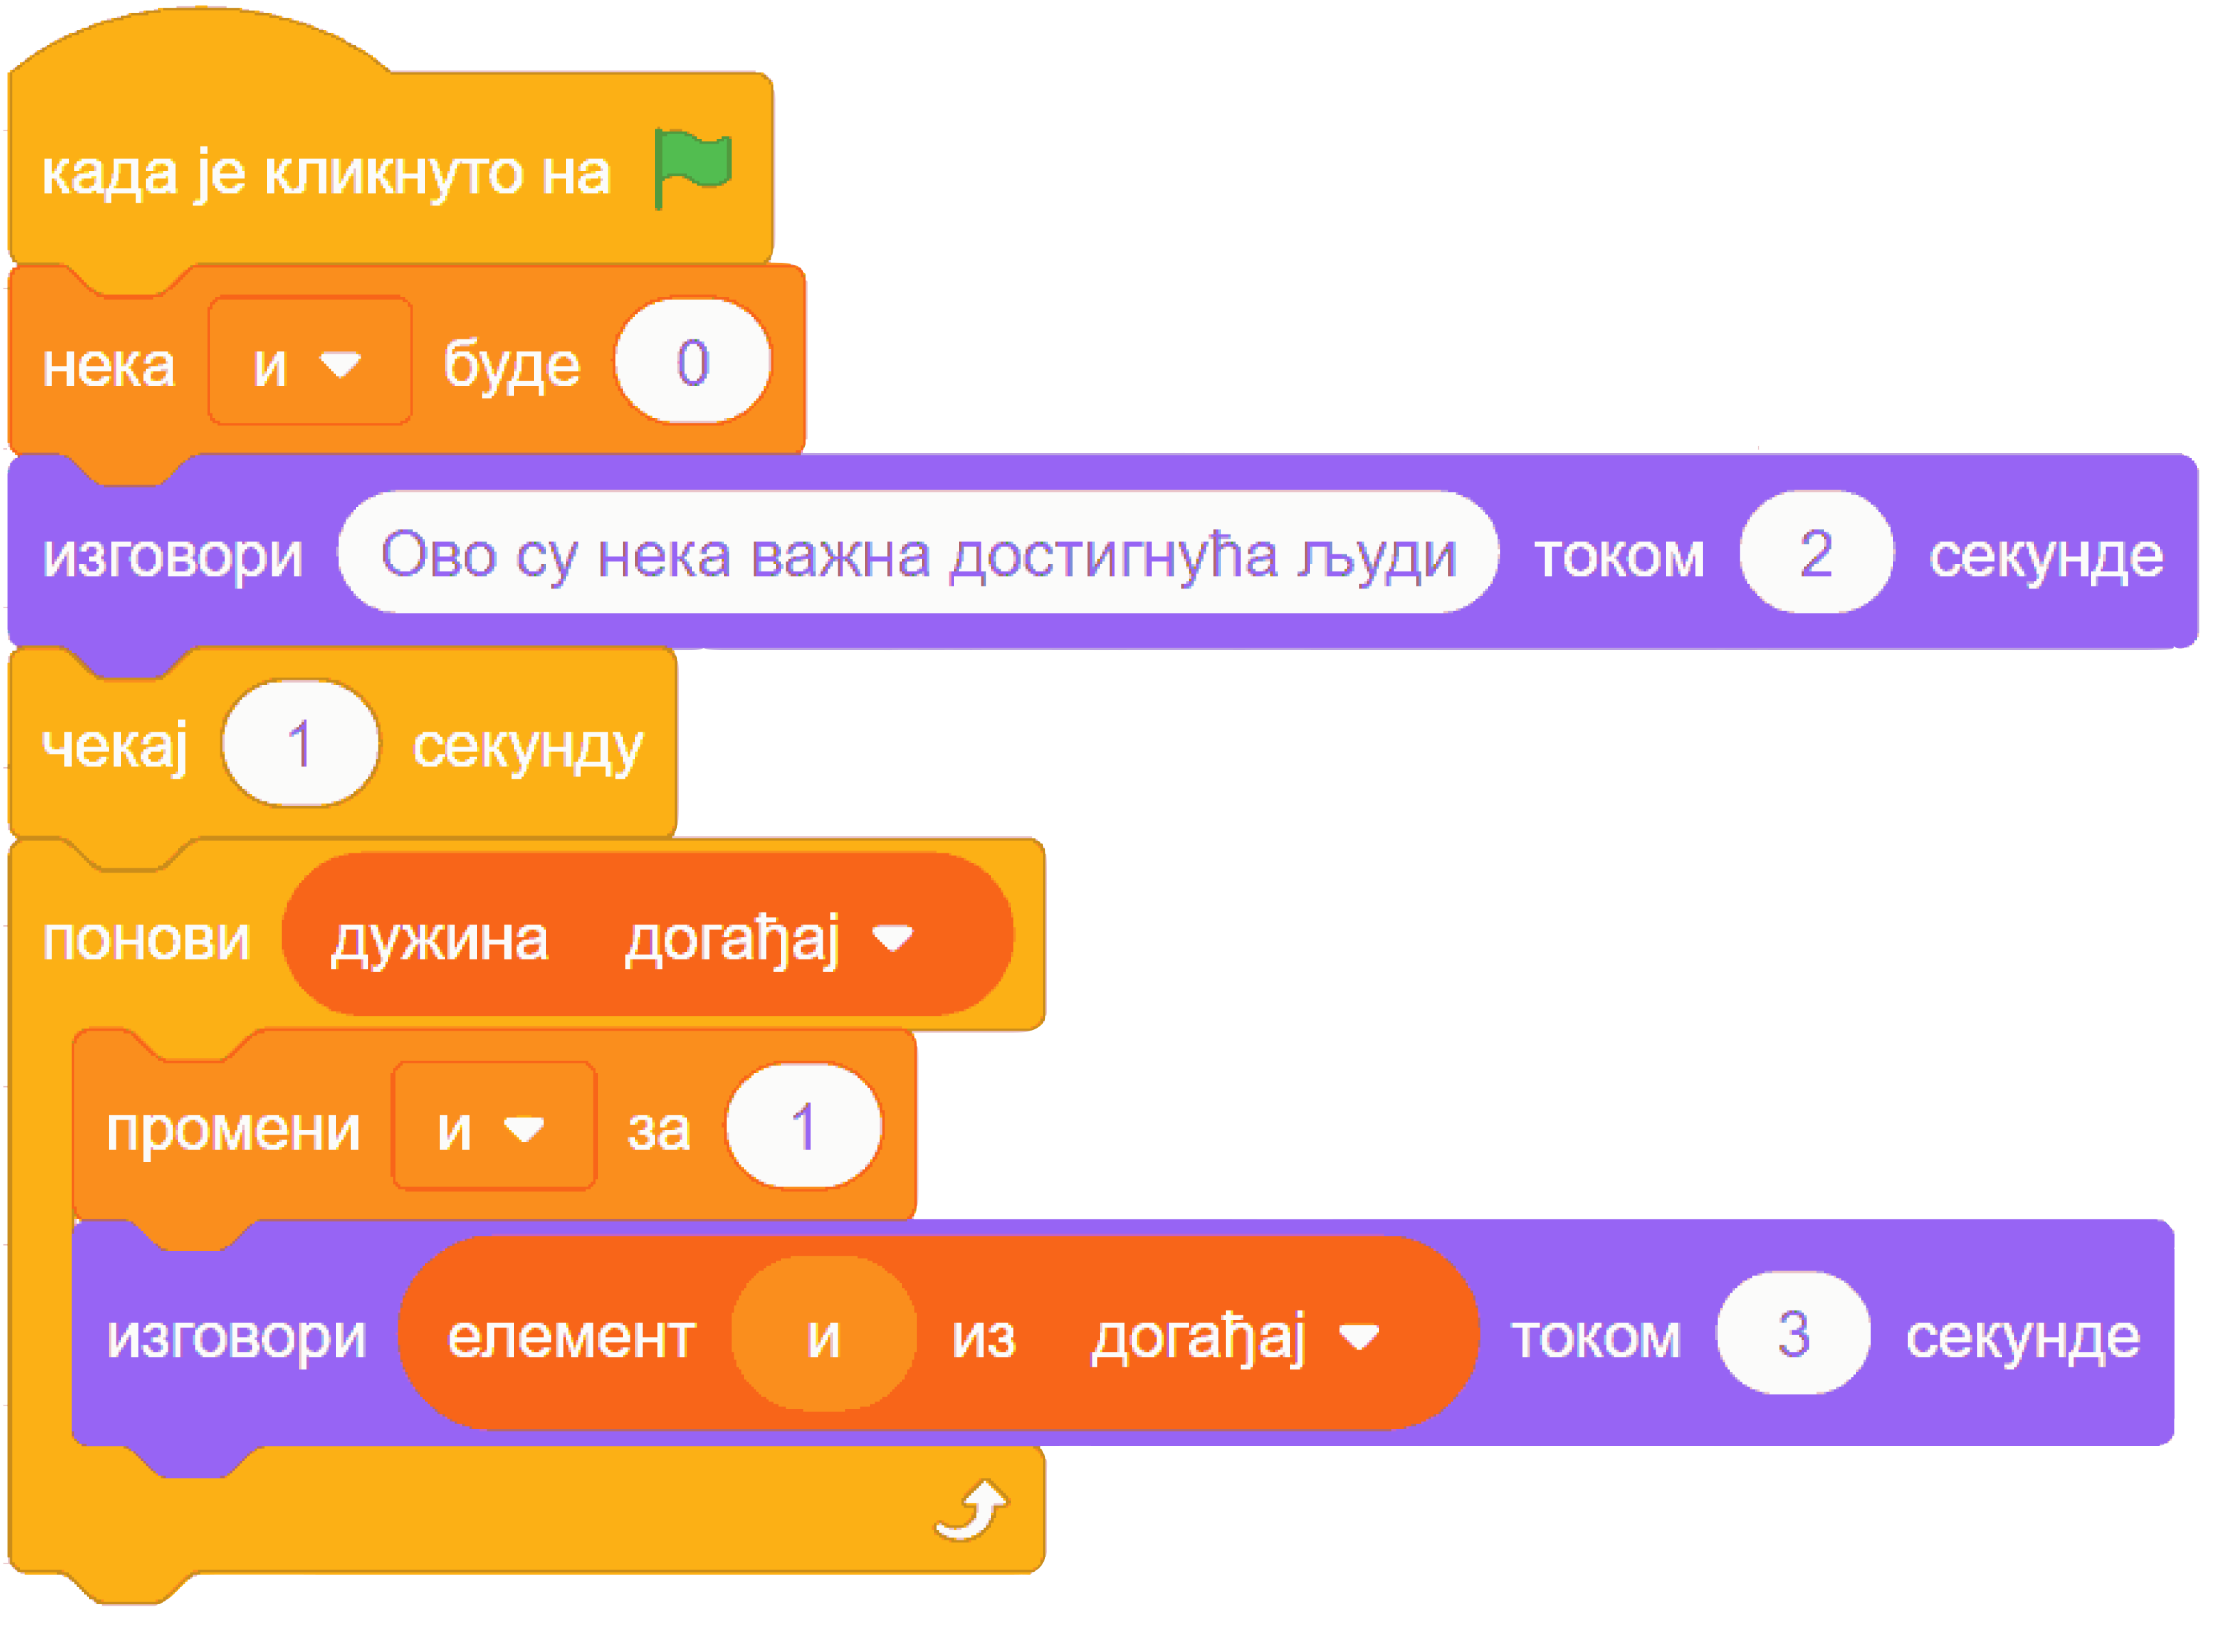 када је кликнуто на
нека и буде 0
изговори Ово су нека важна достигнућа људи током 2 секунде
чекај 1 секунду
понови дужина догађај
промени и за 1
изговори елемент и из догађај током 3 секунде